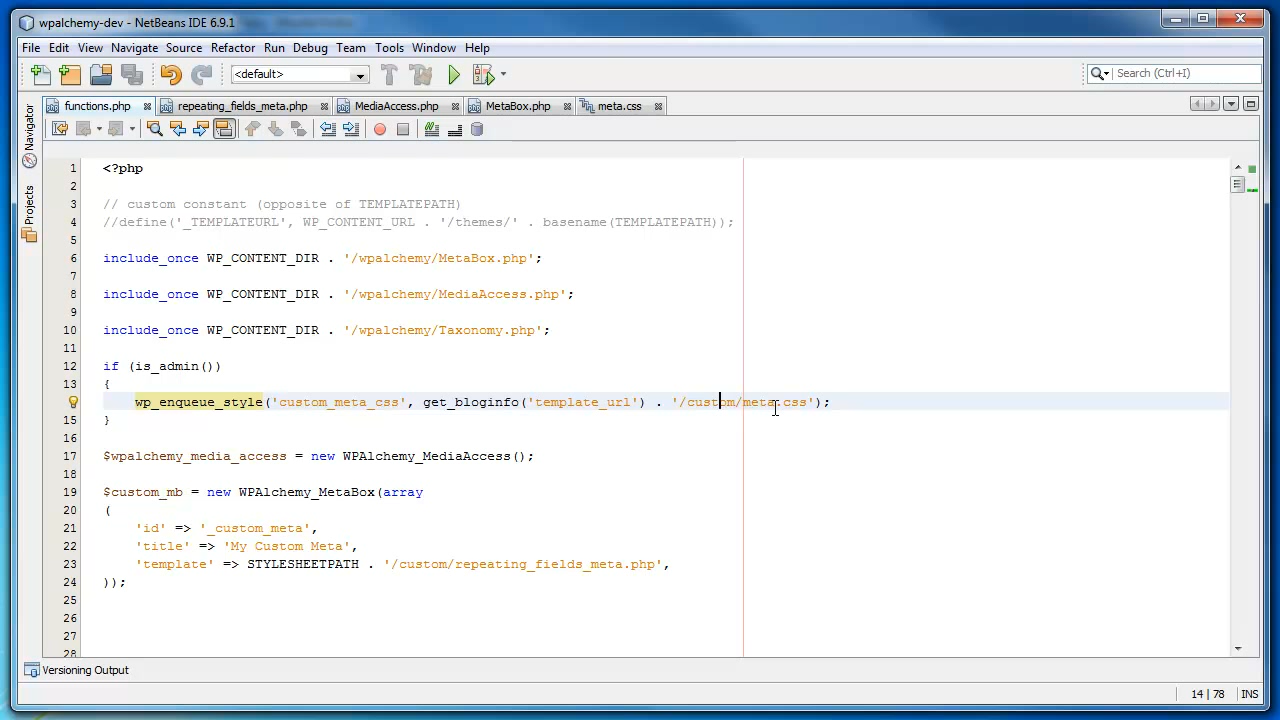 wpalchemy-dev - NetBeans IDE 6.9.1
File Edit View Navigate Source Refactor Run Debug Team Tools Window Help
<default> Search (Ctrl+I)
functions.php repeating_fields_meta.php MediaAccess.php MetaBox.php meta.css
Navigator
Projects
1 <?php
2
3 // custom constant (opposite of TEMPLATEPATH)
4 //define('_TEMPLATEURL', WP_CONTENT_URL . '/themes/' . basename(TEMPLATEPATH));
5
6 include_once WP_CONTENT_DIR . '/wpalchemy/MetaBox.php';
7
8 include_once WP_CONTENT_DIR . '/wpalchemy/MediaAccess.php';
9
10 include_once WP_CONTENT_DIR . '/wpalchemy/Taxonomy.php';
11
12 if (is_admin())
13 {
wp_enqueue_style('custom_meta_css', get_bloginfo('template_url') . '/custom/meta.css');
15 }
16
17 $wpalchemy_media_access = new WPAlchemy_MediaAccess();
18
19 $custom_mb = new WPAlchemy_MetaBox(array
20 (
21 'id' => '_custom_meta',
22 'title' => 'My Custom Meta',
23 'template' => STYLESHEETPATH . '/custom/repeating_fields_meta.php',
24 ));
25
26
27
28
Versioning Output
14 | 78 INS